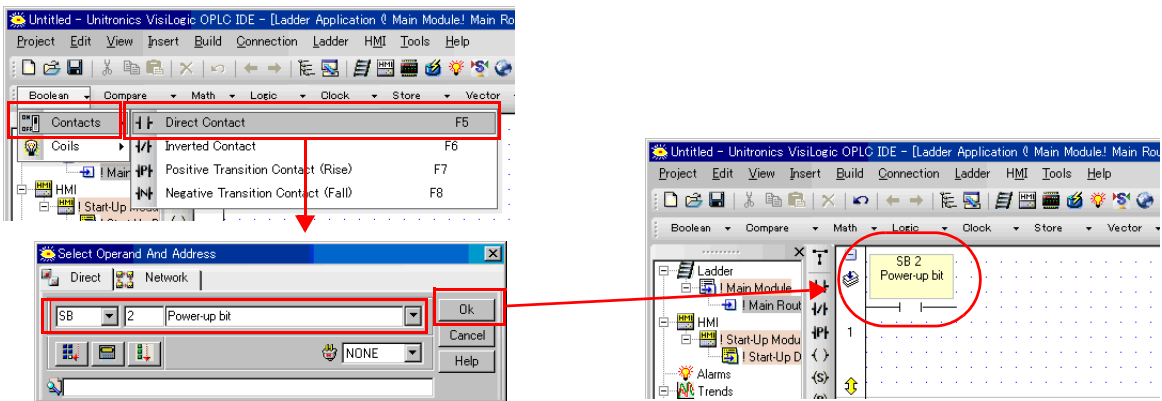 Untitled - Unitronics VisiLogic OPLC IDE - [Ladder Application (! Main Module! Main Ro
Project Edit View Insert Build Connection Ladder HMI Tools Help
Boolean Compare Math Logic Clock Store Vector
Contacts
Coils
Direct Contact F5
Inverted Contact F6
Positive Transition Contact (Rise) F7
Negative Transition Contact (Fall) F8
! Main
HMI
! Start-Up Modu
Select Operand And Address
Direct Network
SB 2 Power-up bit
Ok
Cancel
Help
NONE
Untitled - Unitronics VisiLogic OPLC IDE - [Ladder Application (! Main Module! Main Rou
Project Edit View Insert Build Connection Ladder HMI Tools Help
Boolean Compare Math Logic Clock Store Vector
Ladder
! Main Module
! Main Rout
HMI
! Start-Up Modu
! Start-Up D
Alarms
Trends
SB 2
Power-up bit
1